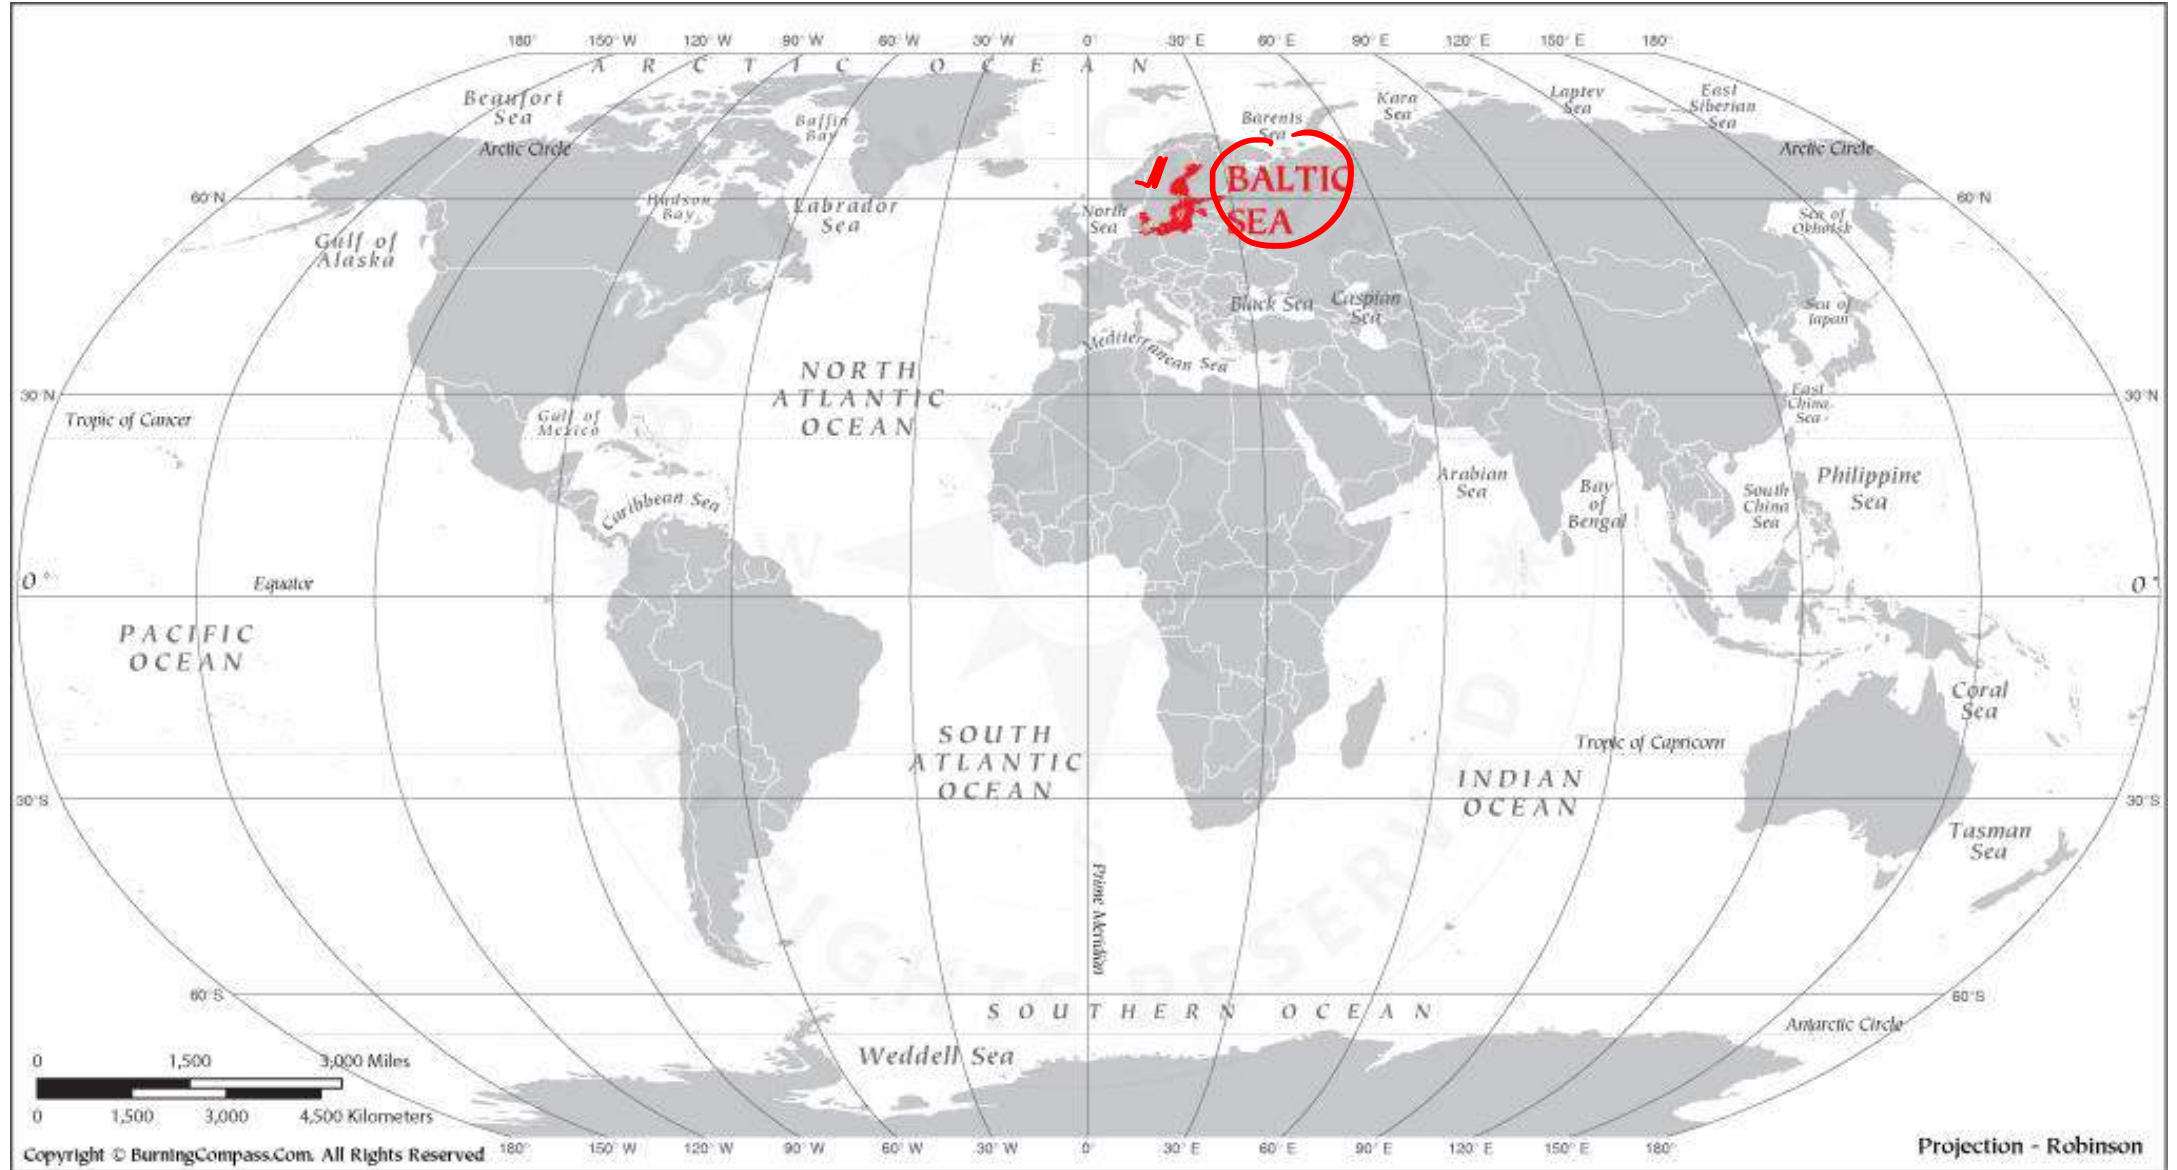 180° 150° W 120° W 90° W 60° W 30° W 0° 30° E 60° E 90° E 120° E 150° E 180°
ARCTIC OCEAN
Beaufort
Sea
Baffin
Bay
Barents
Sea
Kara
Sea
Laptev
Sea
East
Siberian
Sea
Arctic Circle
Arctic Circle
BALTIC
SEA
60° N
60° N
Hudson
Bay
Labrador
Sea
North
Sea
Sea of
Okhotsk
Gulf of
Alaska
Black Sea
Caspian
Sea
Sea of
Japan
Mediterranean Sea
NORTH
ATLANTIC
OCEAN
30° N
30° N
East
China
Sea
Tropic of Cancer
Gulf of
Mexico
Caribbean Sea
Arabian
Sea
Bay
of
Bengal
South
China
Sea
Philippine
Sea
0°
0°
Equator
PACIFIC
OCEAN
SOUTH
ATLANTIC
OCEAN
INDIAN
OCEAN
Coral
Sea
Tropic of Capricorn
30° S
30° S
Tasman
Sea
Prime Meridian
60° S
60° S
SOUTHERN OCEAN
Antarctic Circle
Weddell Sea
0 1,500 3,000 Miles
0 1,500 3,000 4,500 Kilometers
180° 150° W 120° W 90° W 60° W 30° W 0° 30° E 60° E 90° E 120° E 150° E 180°
Copyright © BurningCompass.Com. All Rights Reserved
Projection - Robinson